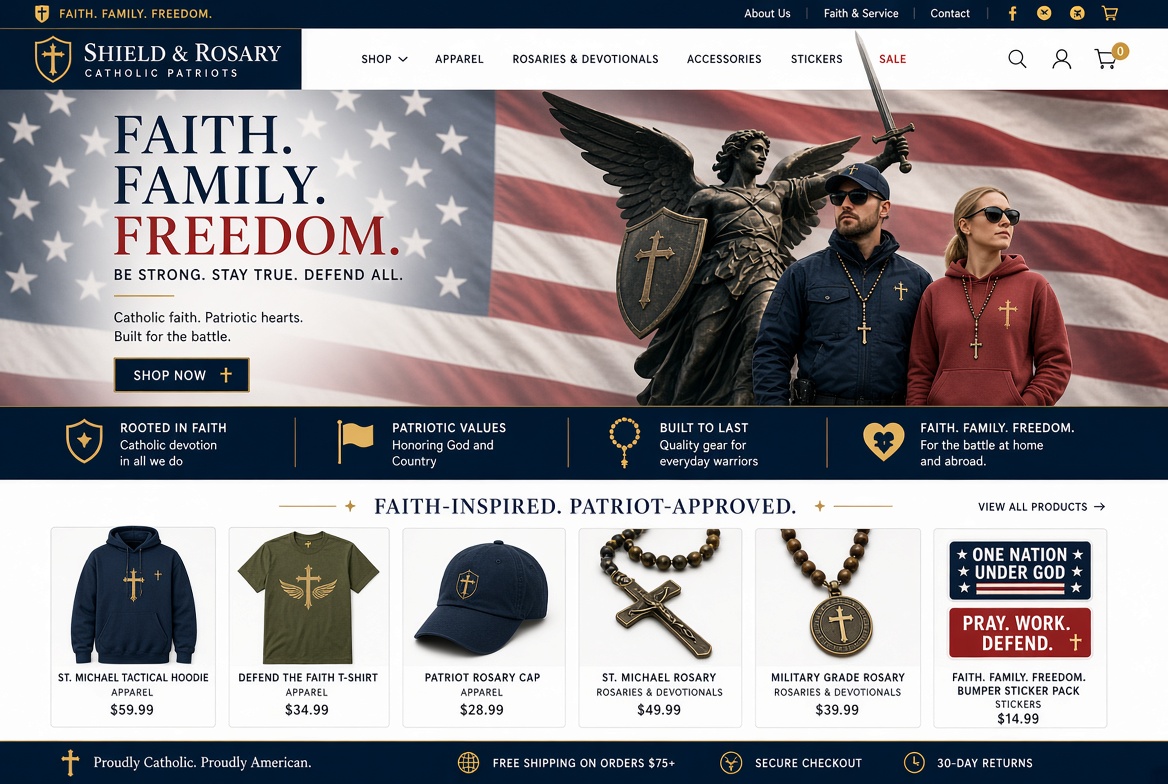 FAITH. FAMILY. FREEDOM.
About Us
Faith & Service
Contact
SHIELD & ROSARY
CATHOLIC PATRIOTS
SHOP
APPAREL
ROSARIES & DEVOTIONALS
ACCESSORIES
STICKERS
SALE
0
FAITH.
FAMILY.
FREEDOM.
BE STRONG. STAY TRUE. DEFEND ALL.
Catholic faith. Patriotic hearts.
Built for the battle.
SHOP NOW
ROOTED IN FAITH
Catholic devotion
in all we do
PATRIOTIC VALUES
Honoring God and
Country
BUILT TO LAST
Quality gear for
everyday warriors
FAITH. FAMILY. FREEDOM.
For the battle at home
and abroad.
FAITH-INSPIRED. PATRIOT-APPROVED.
VIEW ALL PRODUCTS →
ST. MICHAEL TACTICAL HOODIE
APPAREL
$59.99
DEFEND THE FAITH T-SHIRT
APPAREL
$34.99
PATRIOT ROSARY CAP
APPAREL
$28.99
ST. MICHAEL ROSARY
ROSARIES & DEVOTIONALS
$49.99
MILITARY GRADE ROSARY
ROSARIES & DEVOTIONALS
$39.99
ONE NATION
UNDER GOD
PRAY. WORK.
DEFEND.
FAITH. FAMILY. FREEDOM.
BUMPER STICKER PACK
STICKERS
$14.99
Proudly Catholic. Proudly American.
FREE SHIPPING ON ORDERS $75+
SECURE CHECKOUT
30-DAY RETURNS